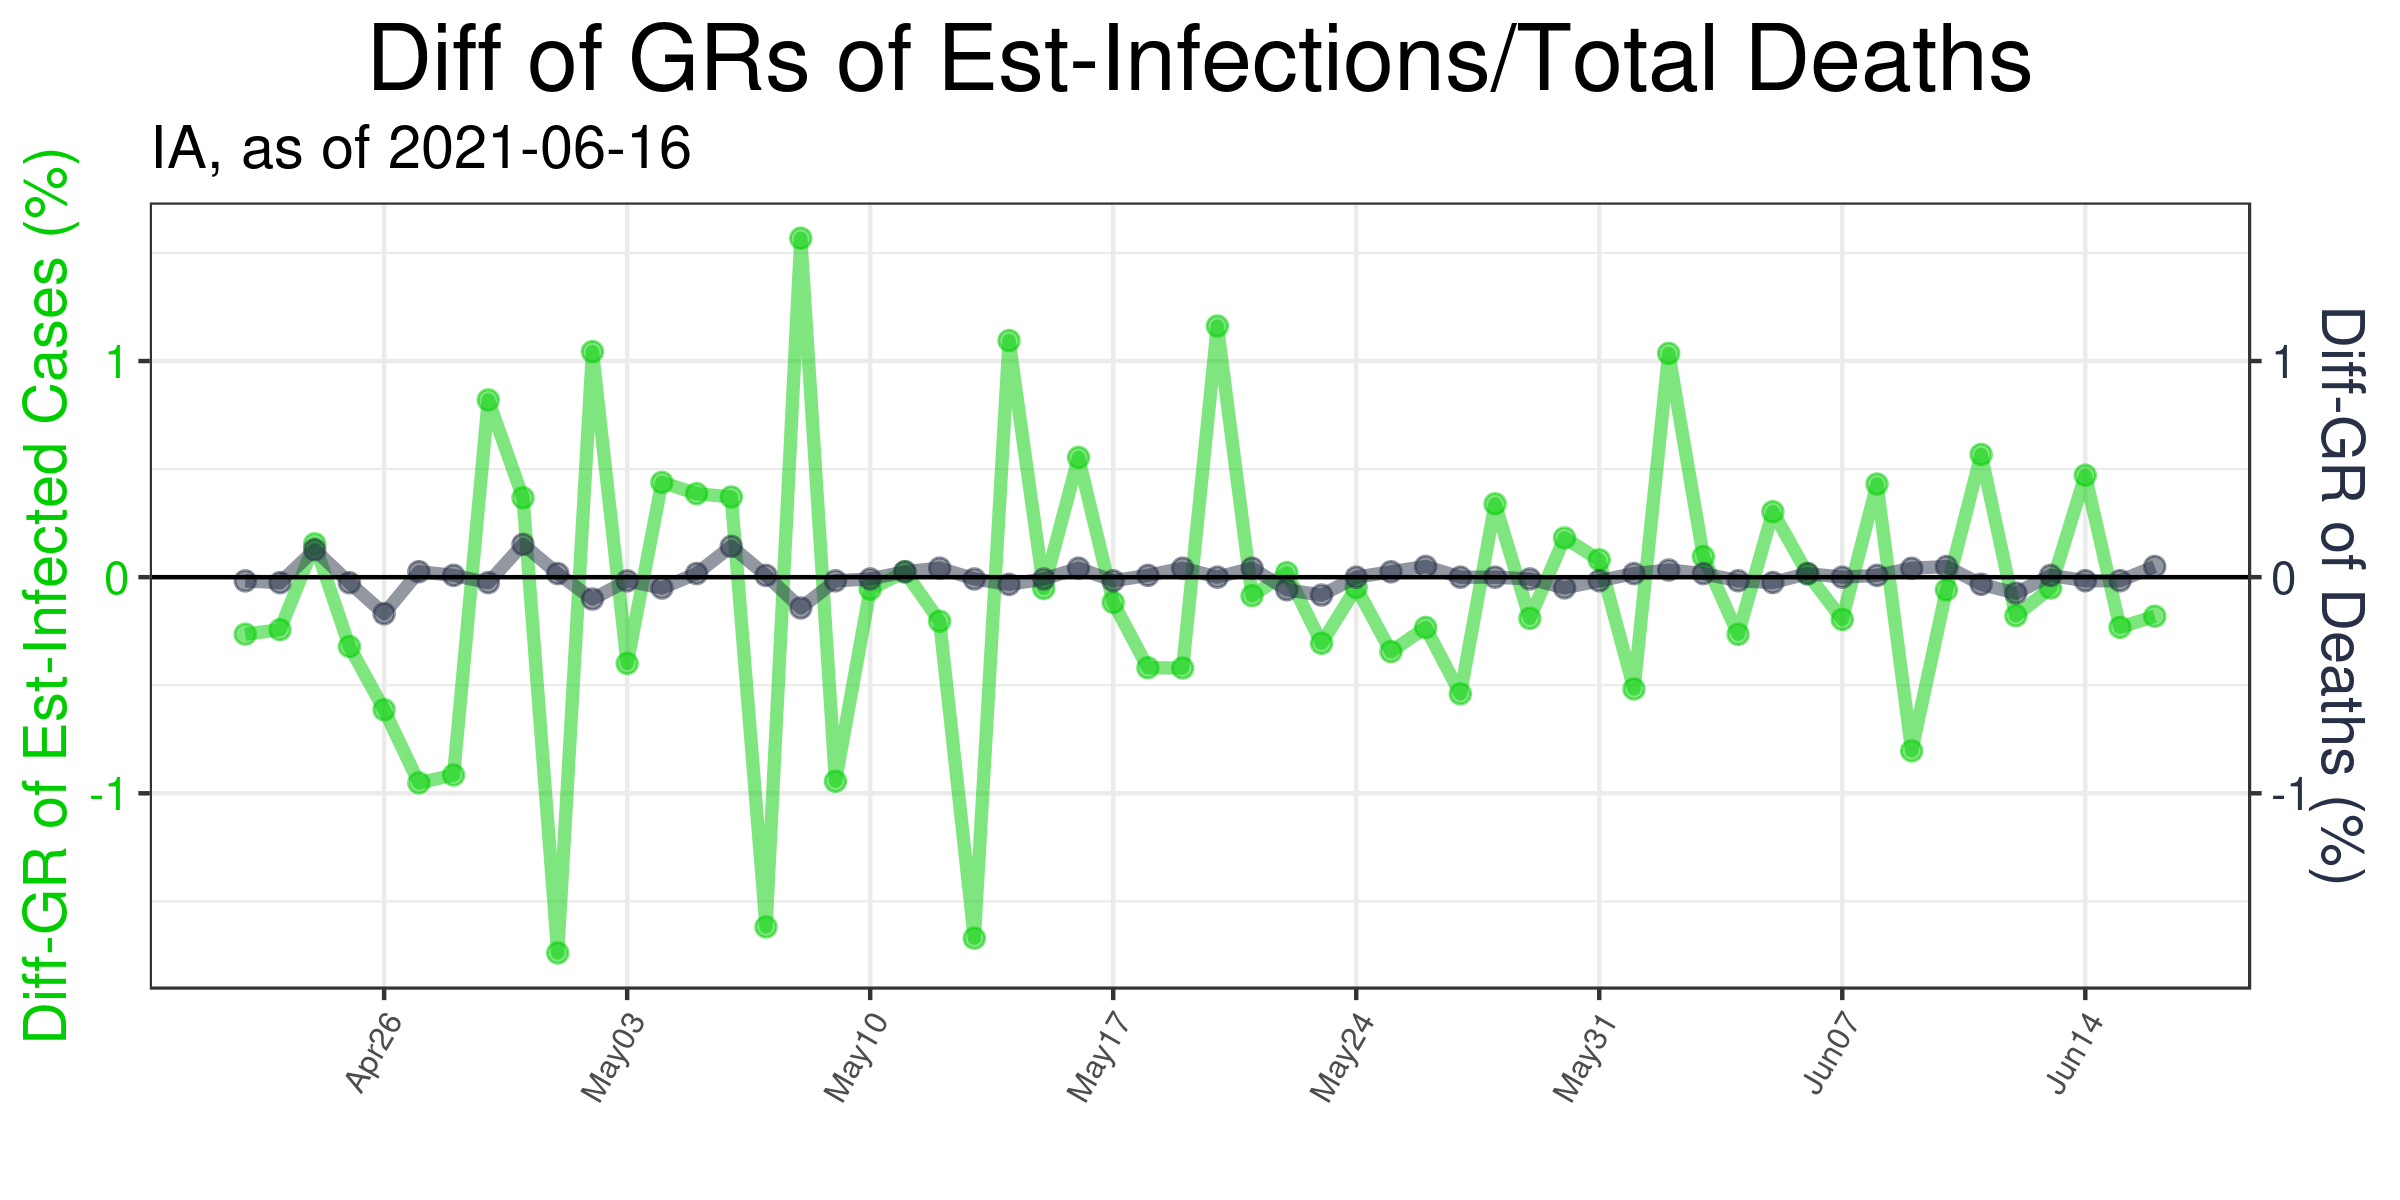 Diff of GRs of Est-Infections/Total Deaths
IA, as of 2021-06-16
Diff-GR of Est-Infected Cases (%)
1
0
-1
1
0
-1
Diff-GR of Deaths (%)
Apr26
May03
May10
May17
May24
May31
Jun07
Jun14